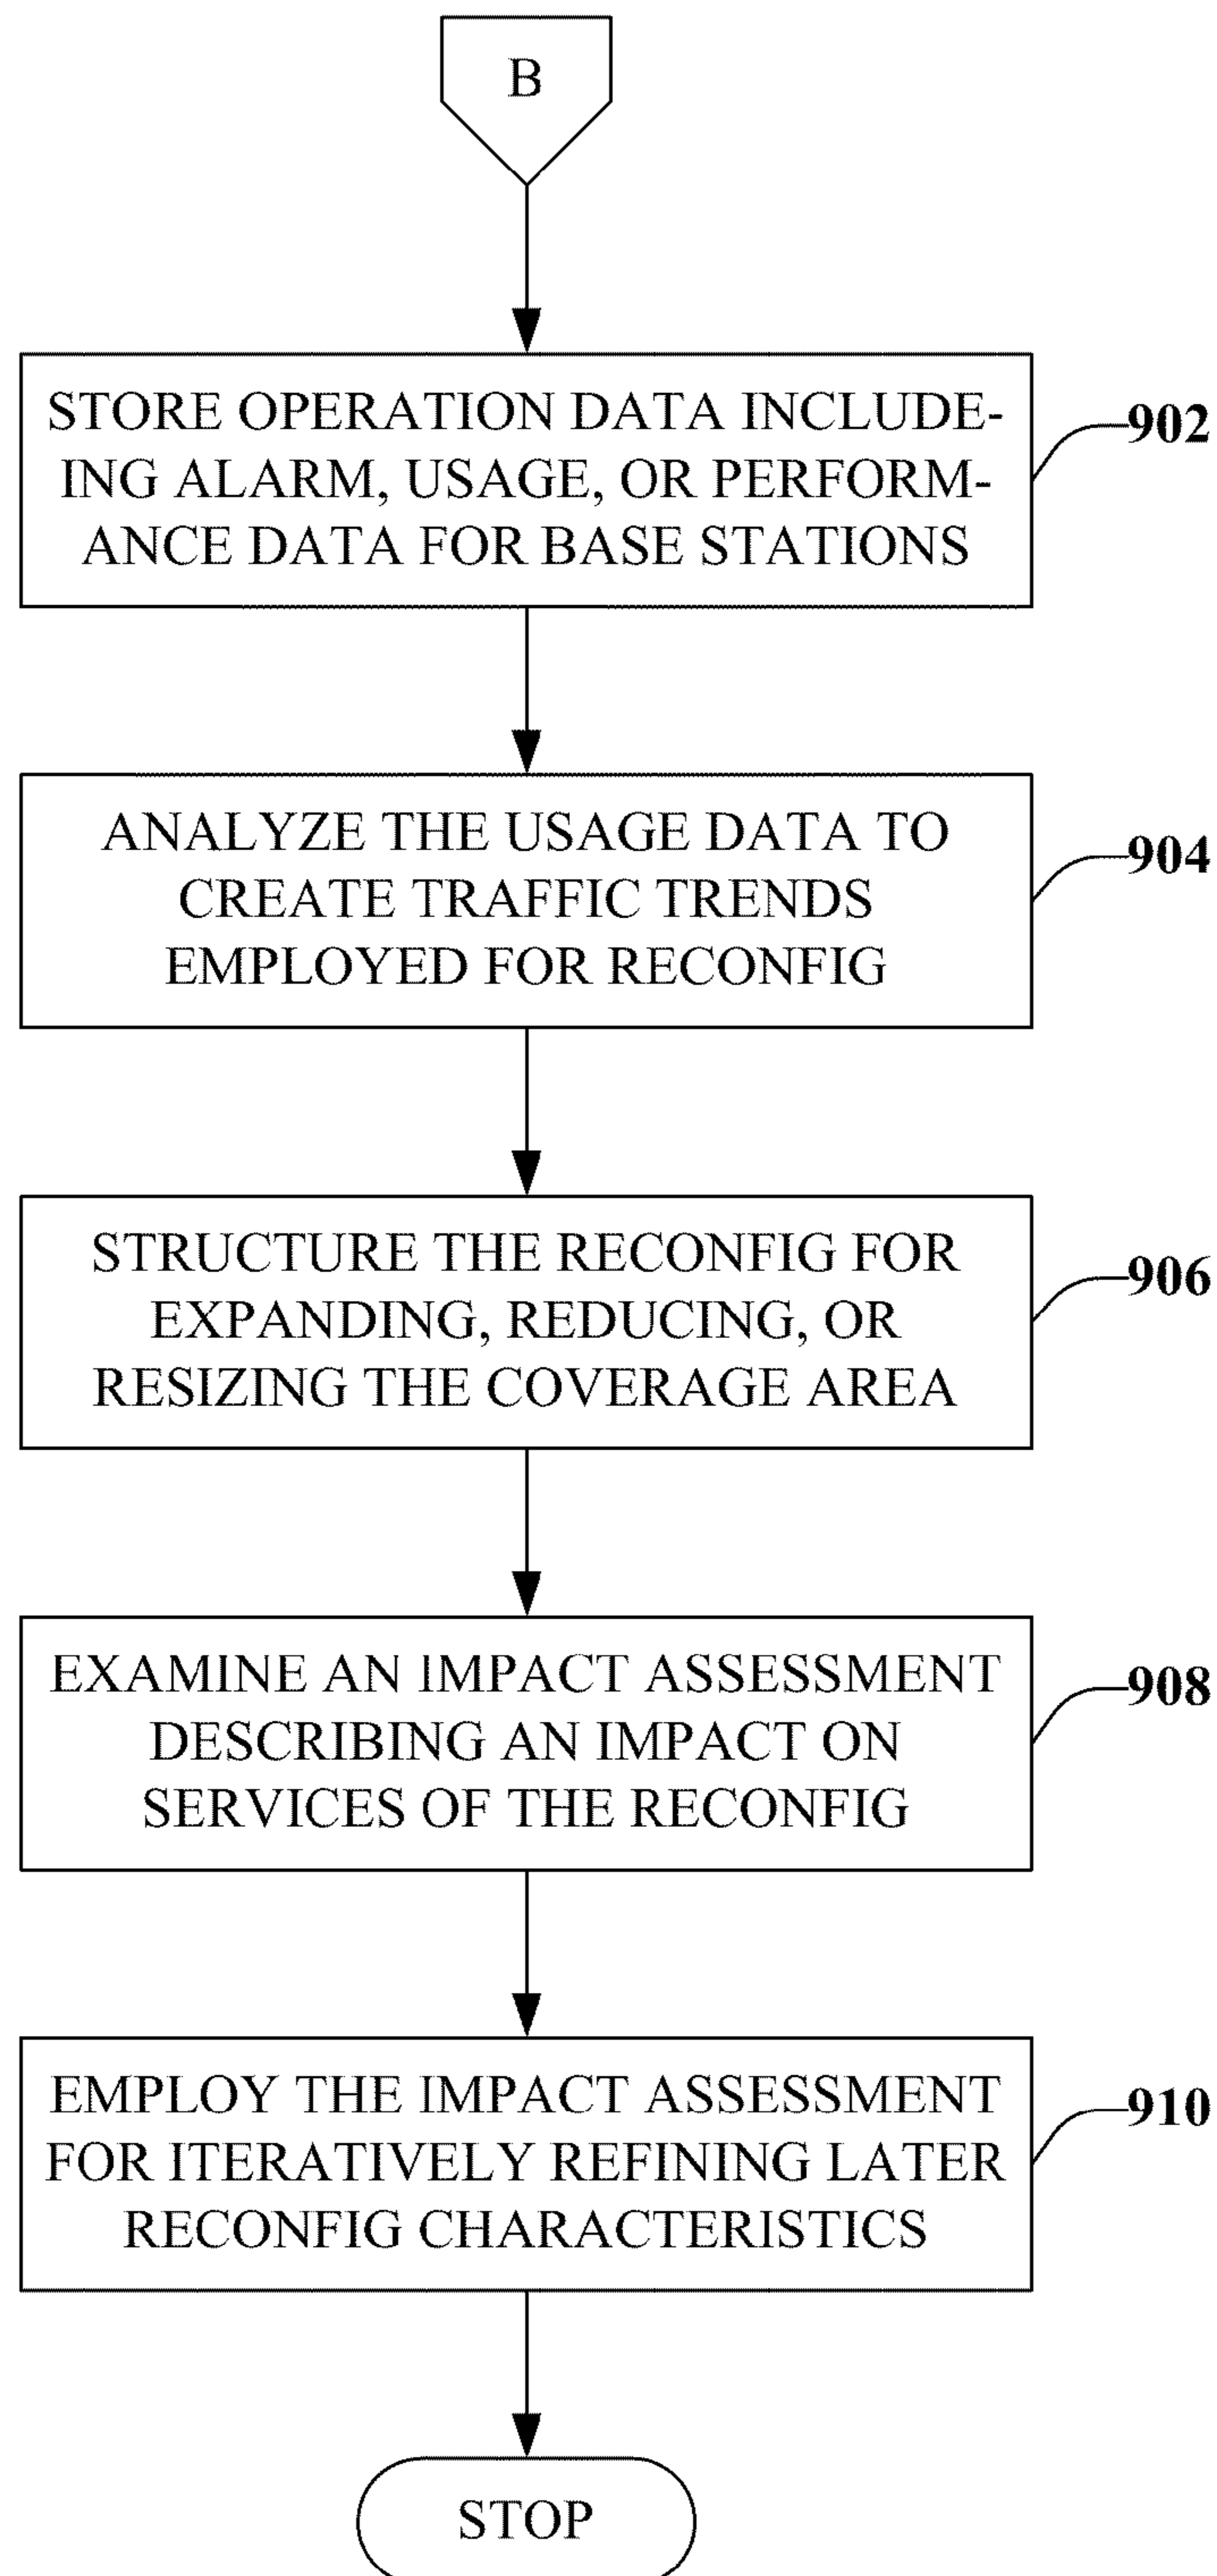 B
STORE OPERATION DATA INCLUDE-
ING ALARM, USAGE, OR PERFORM-
ANCE DATA FOR BASE STATIONS
902
ANALYZE THE USAGE DATA TO
CREATE TRAFFIC TRENDS
EMPLOYED FOR RECONFIG
904
STRUCTURE THE RECONFIG FOR
EXPANDING, REDUCING, OR
RESIZING THE COVERAGE AREA
906
EXAMINE AN IMPACT ASSESSMENT
DESCRIBING AN IMPACT ON
SERVICES OF THE RECONFIG
908
EMPLOY THE IMPACT ASSESSMENT
FOR ITERATIVELY REFINING LATER
RECONFIG CHARACTERISTICS
910
STOP